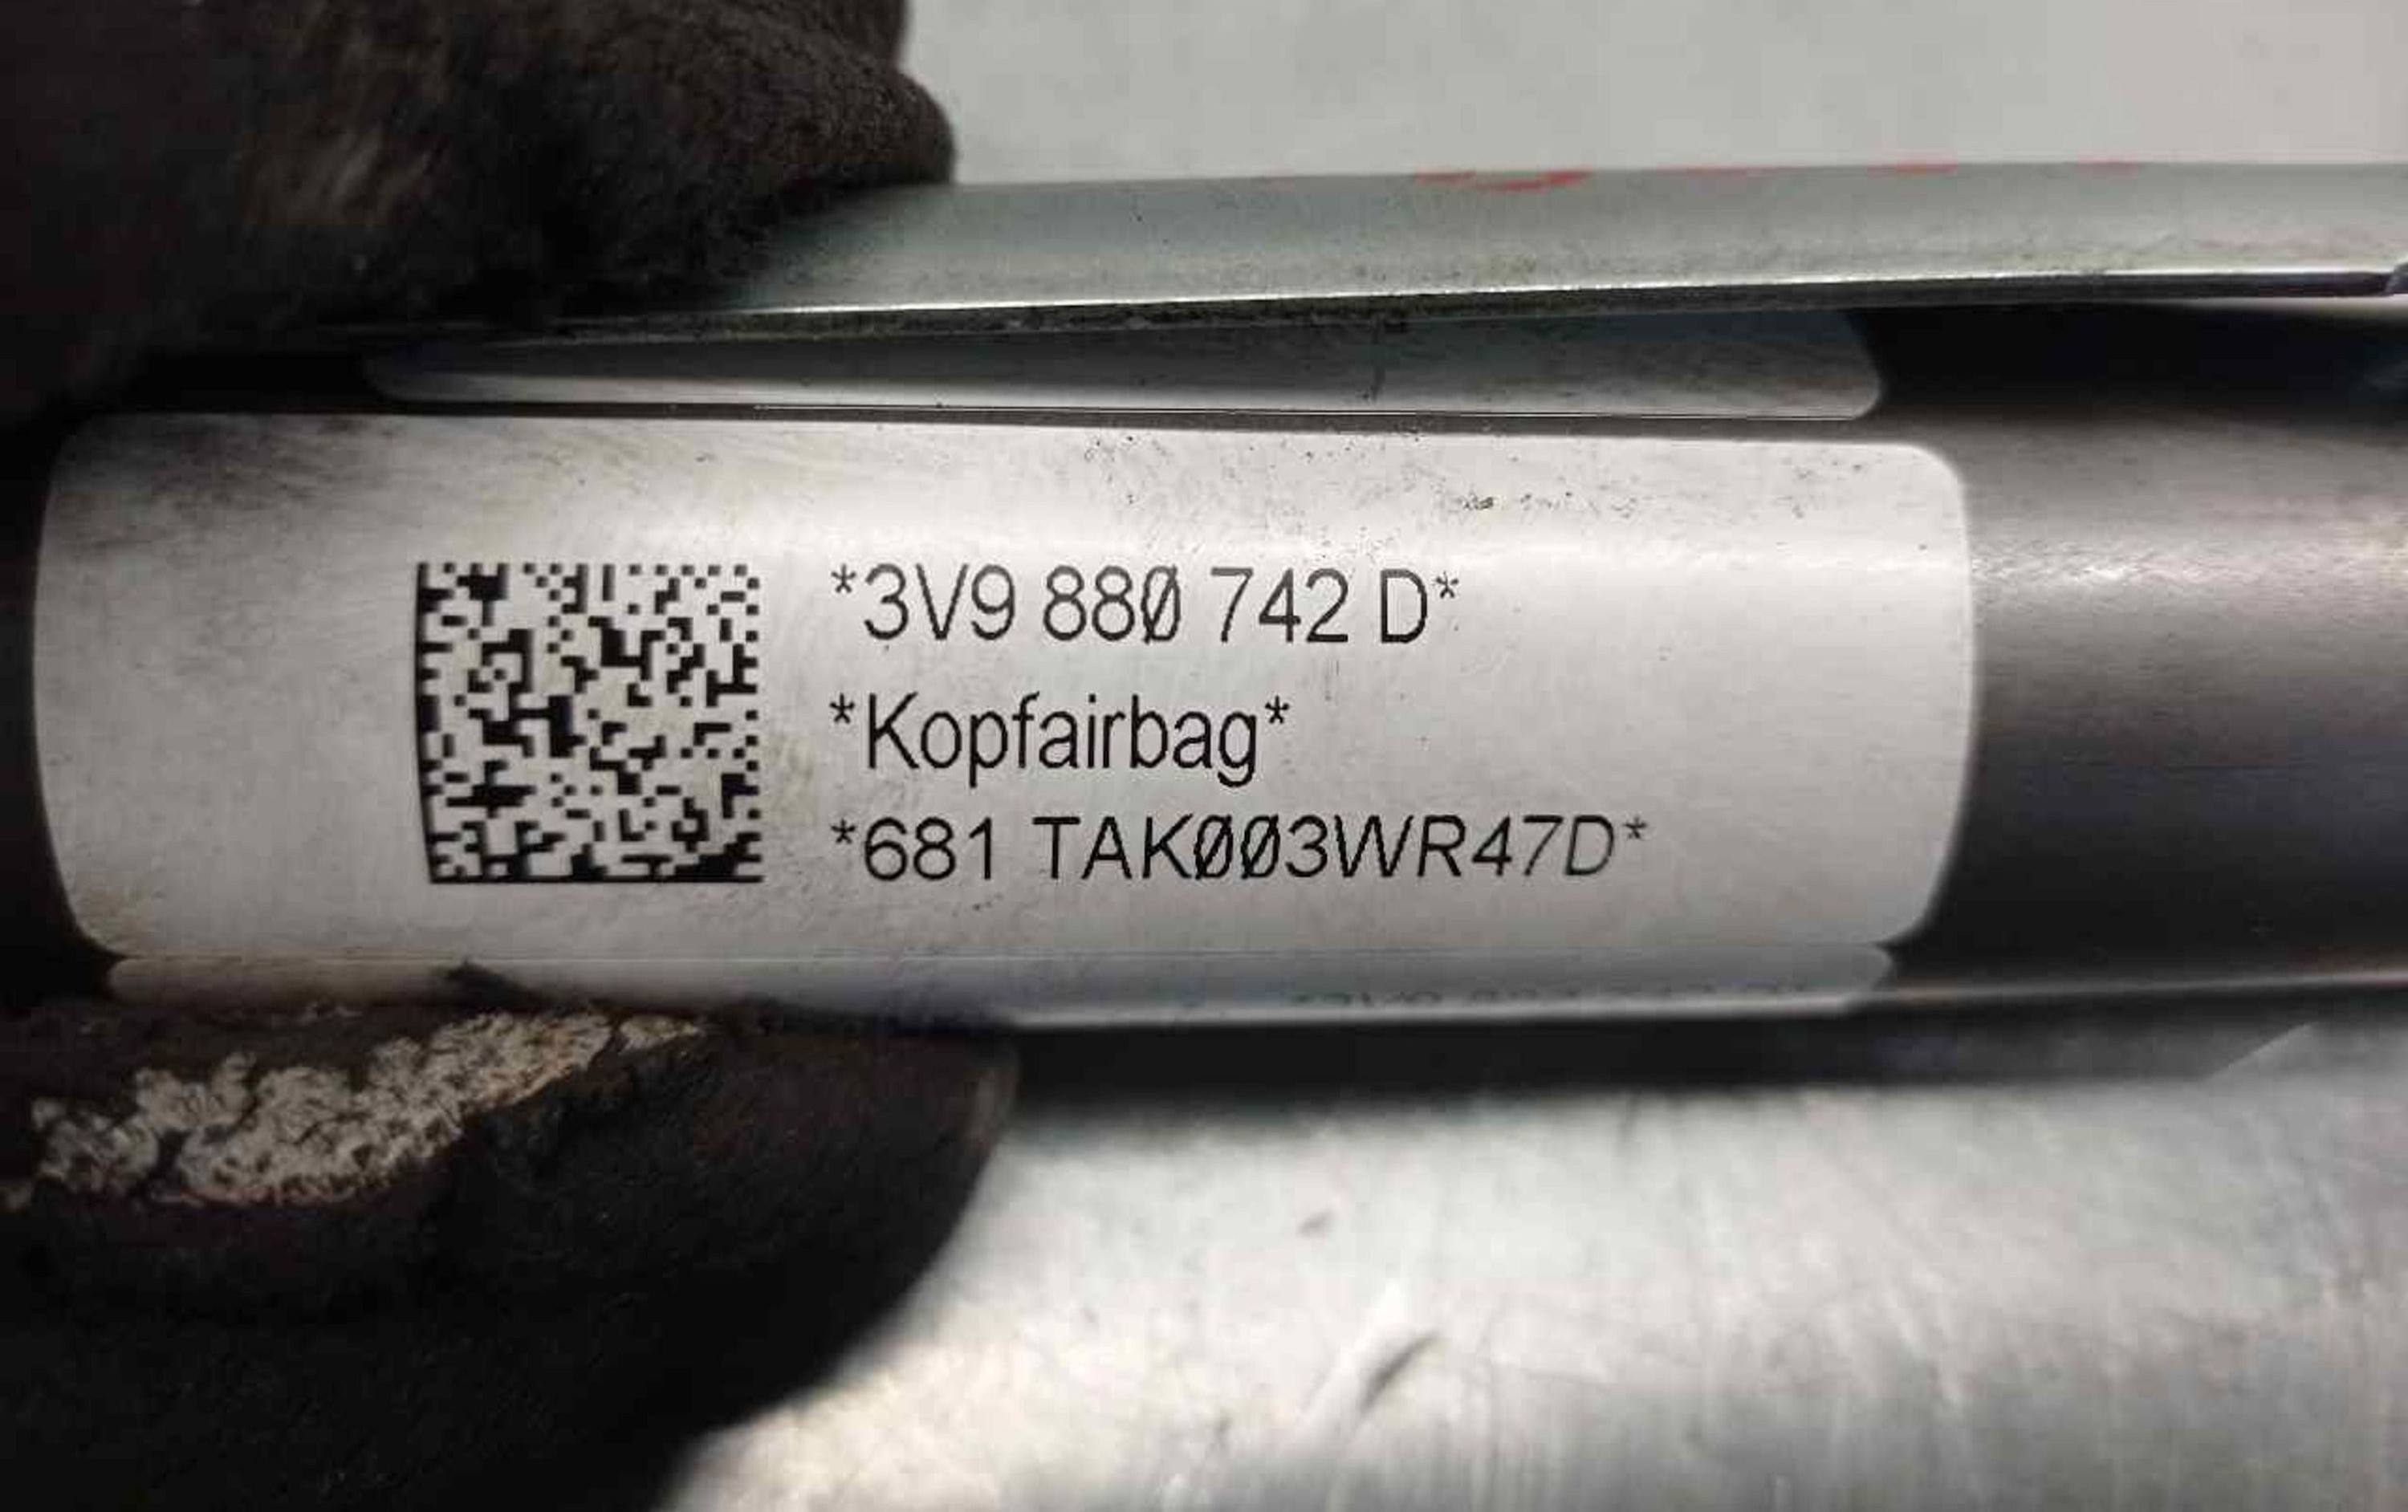 *3V9 880 742 D*
*Kopfairbag*
*681 TAK003WR47D*